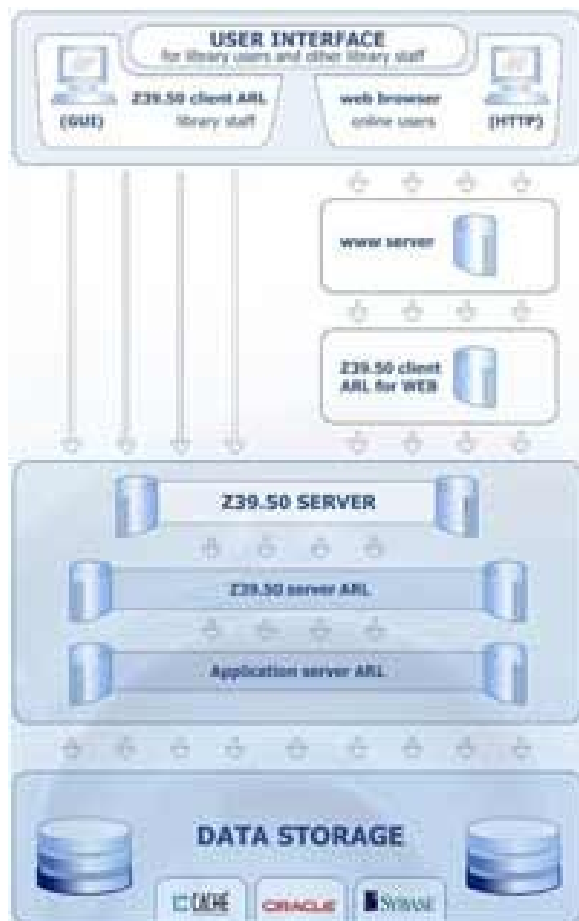 USER INTERFACE
for library users and other library staff
Z39.50 client ARL
library staff
(GUI)
web browser
online users
(HTTP)
www server
Z39.50 client
ARL for WEB
Z39.50 SERVER
Z39.50 server ARL
Application server ARL
DATA STORAGE
CACHÉ
ORACLE
SYBASE